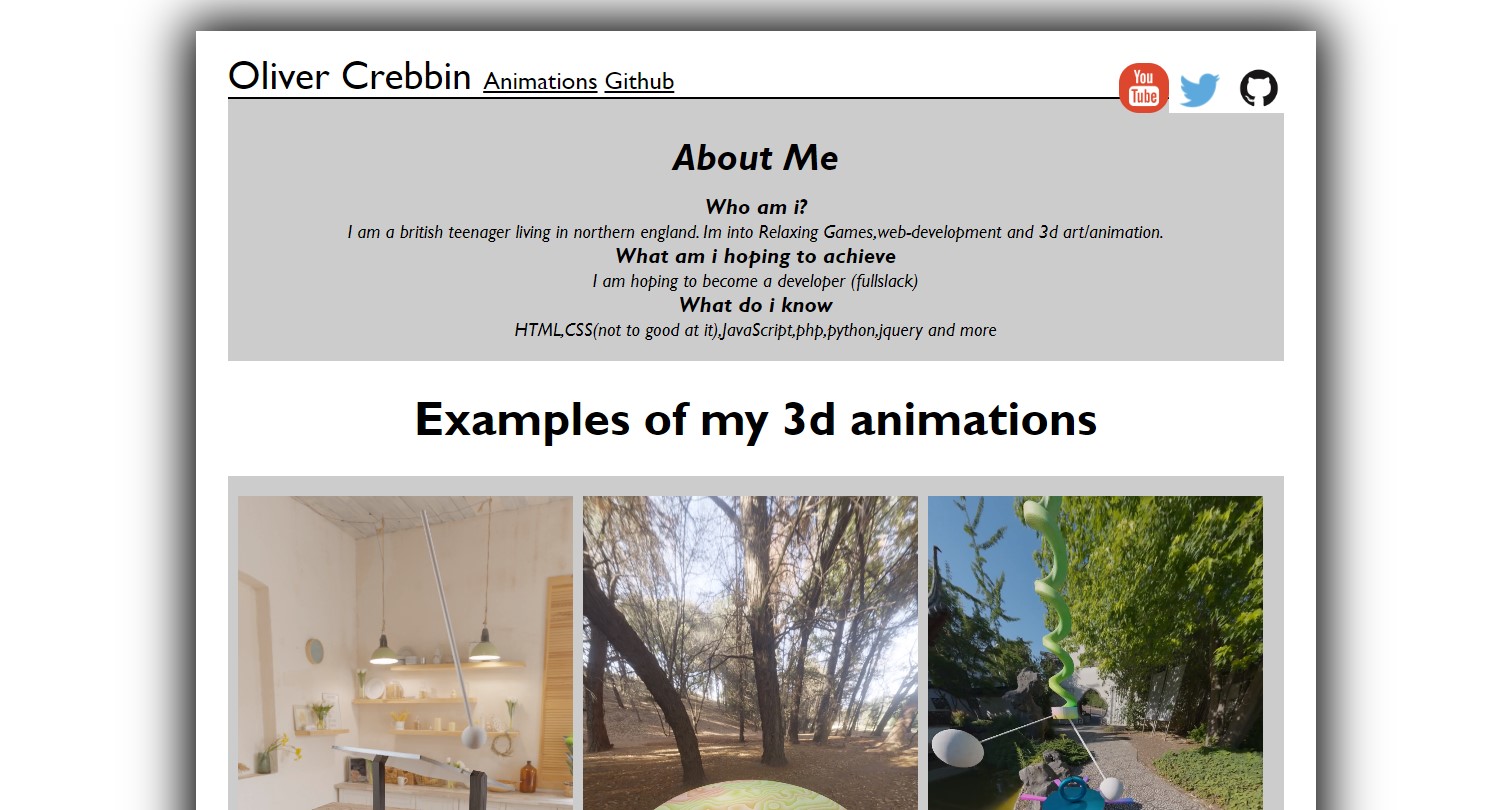 Oliver Crebbin Animations Github
You
Tube
About Me
Who am i?
I am a british teenager living in northern england. Im into Relaxing Games,web-development and 3d art/animation.
What am i hoping to achieve
I am hoping to become a developer (fullslack)
What do i know
HTML,CSS(not to good at it),JavaScript,php,python,jquery and more
Examples of my 3d animations